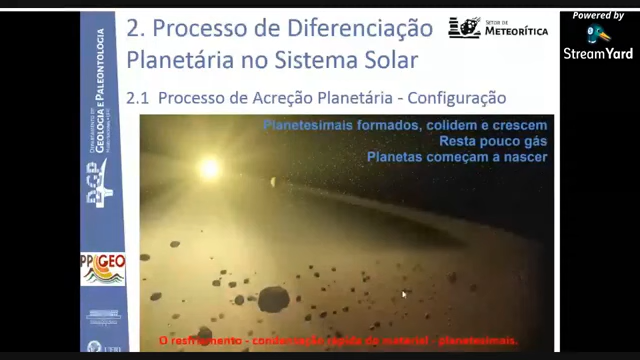 2. Processo de Diferenciação
Planetária no Sistema Solar
SETOR DE
METEORÍTICA
Powered by
StreamYard
2.1 Processo de Acreção Planetária - Configuração
Planetesimais formados, colidem e crescem
Resta pouco gás
Planetas começam a nascer
O resfriamento - condensação rápida do material - planetesimais.
GEOLOGIA E PALEONTOLOGIA
DGP
PPGEO